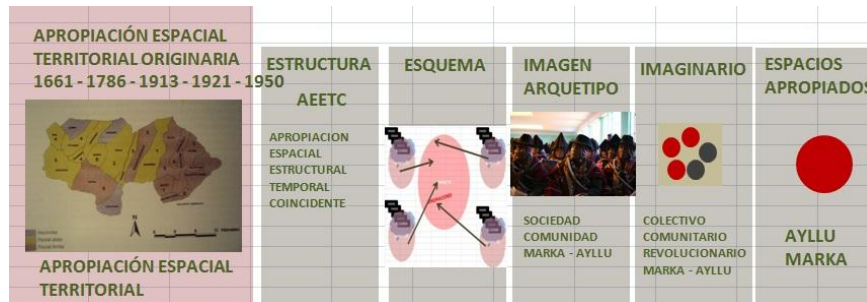 APROPIACIÓN ESPACIAL
TERRITORIAL ORIGINARIA
1661 - 1786 - 1913 - 1921 - 1950
APROPIACIÓN ESPACIAL
TERRITORIAL
ESTRUCTURA
AEETC
APROPIACION
ESPACIAL
ESTRUCTURAL
TEMPORAL
COINCIDENTE
ESQUEMA
IMAGEN
ARQUETIPO
SOCIEDAD
COMUNIDAD
MARKA - AYLLU
IMAGINARIO
COLECTIVO
COMUNITARIO
REVOLUCIONARIO
MARKA - AYLLU
ESPACIOS
APROPIADOS
AYLLU
MARKA